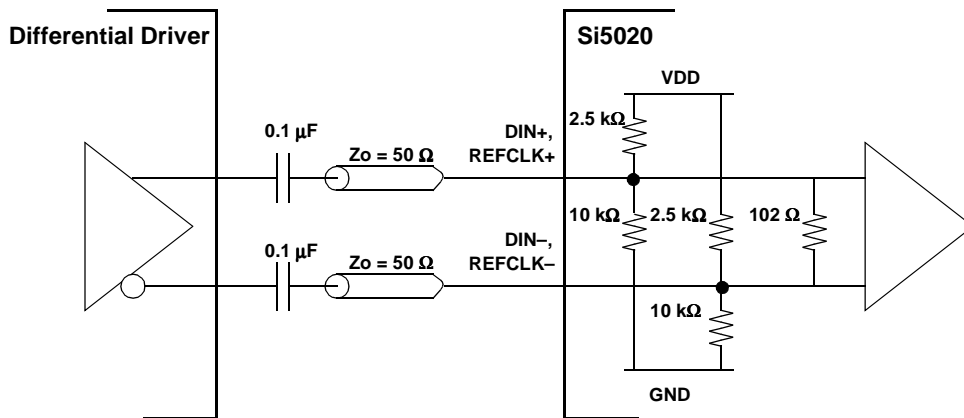 Differential Driver
Si5020
VDD
2.5 kΩ
0.1 μF
Zo = 50 Ω
DIN+,
REFCLK+
10 kΩ
2.5 kΩ
102 Ω
0.1 μF
Zo = 50 Ω
DIN–,
REFCLK–
10 kΩ
GND